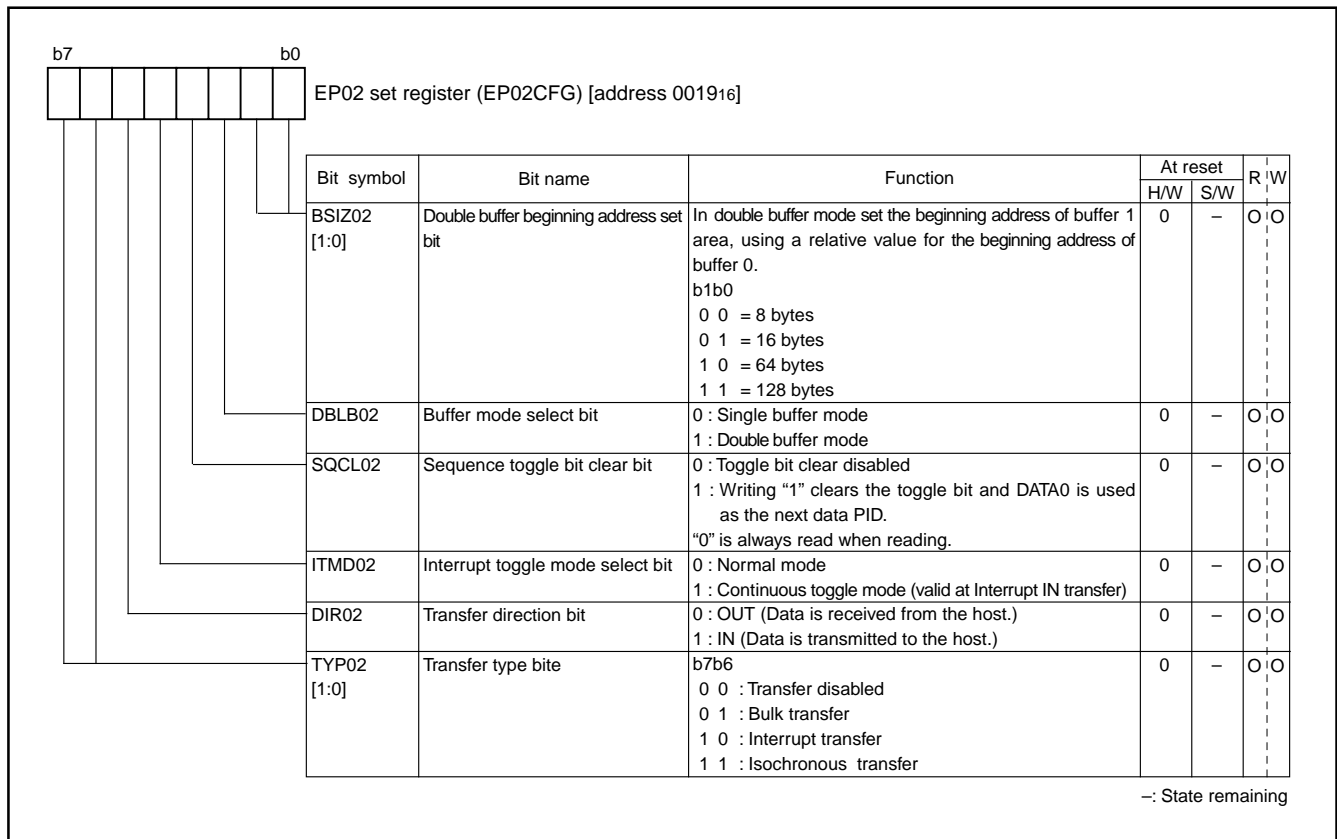 b7 b0
EP02 set register (EP02CFG) [address 001916]
Bit symbol Bit name Function At reset R W
H/W S/W
BSIZ02 Double buffer beginning address set In double buffer mode set the beginning address of buffer 1 0 – O O
[1:0] bit area, using a relative value for the beginning address of
buffer 0.
b1b0
0 0 = 8 bytes
0 1 = 16 bytes
1 0 = 64 bytes
1 1 = 128 bytes
DBLB02 Buffer mode select bit 0 : Single buffer mode 0 – O O
1 : Double buffer mode
SQCL02 Sequence toggle bit clear bit 0 : Toggle bit clear disabled 0 – O O
1 : Writing “1” clears the toggle bit and DATA0 is used
as the next data PID.
“0” is always read when reading.
ITMD02 Interrupt toggle mode select bit 0 : Normal mode 0 – O O
1 : Continuous toggle mode (valid at Interrupt IN transfer)
DIR02 Transfer direction bit 0 : OUT (Data is received from the host.) 0 – O O
1 : IN (Data is transmitted to the host.)
TYP02 Transfer type bite b7b6 0 – O O
[1:0] 0 0 : Transfer disabled
0 1 : Bulk transfer
1 0 : Interrupt transfer
1 1 : Isochronous transfer
–: State remaining